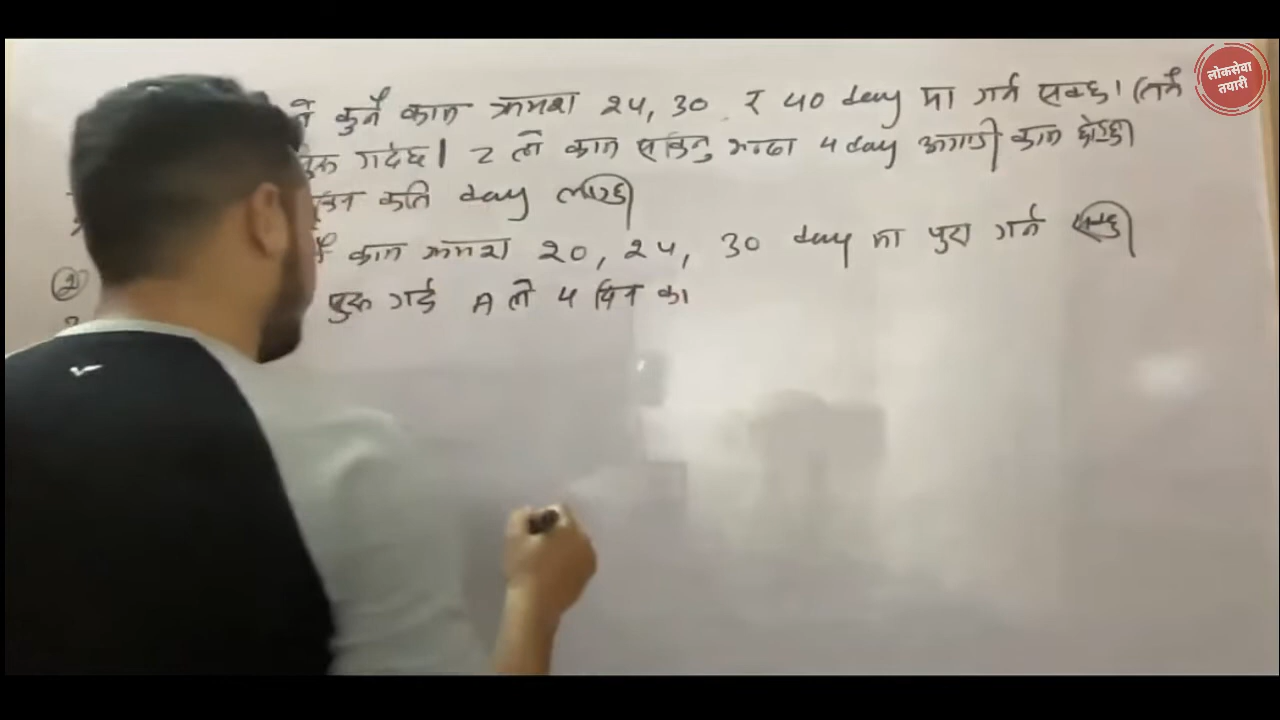 ले कुनै काम क्रमश 24, 30 र 40 day मा गर्न सक्छ। (तिनै
शुरू गर्दछ। Z ले काम सकिनु भन्दा 4 day अगाडी काम छोड्छ।
कति day लाग्छ।
काम क्रमश 20, 24, 30 day मा पुरा गर्न सक्छ।
2
शुरू गर्दा A ले 4 दिन का
लोकसेवा
तयारी